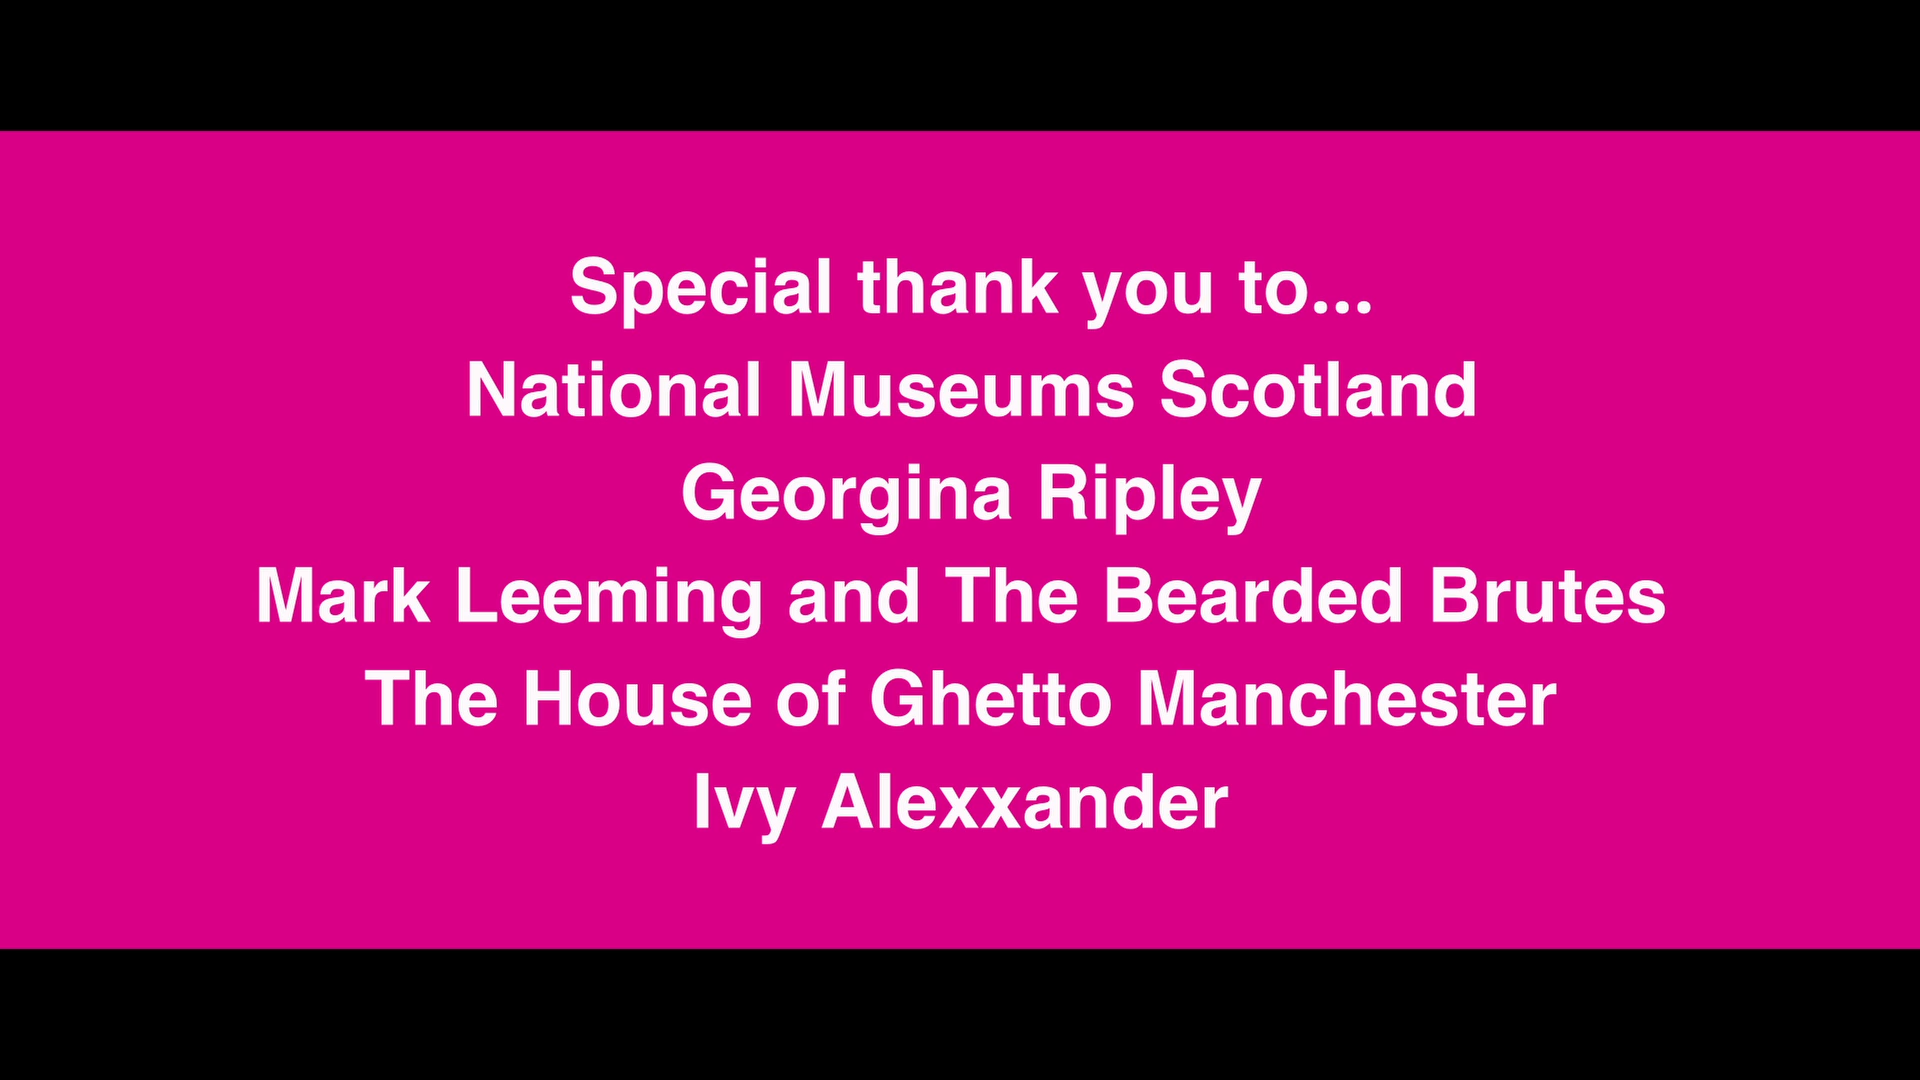 Special thank you to...
National Museums Scotland
Georgina Ripley
Mark Leeming and The Bearded Brutes
The House of Ghetto Manchester
Ivy Alexxander